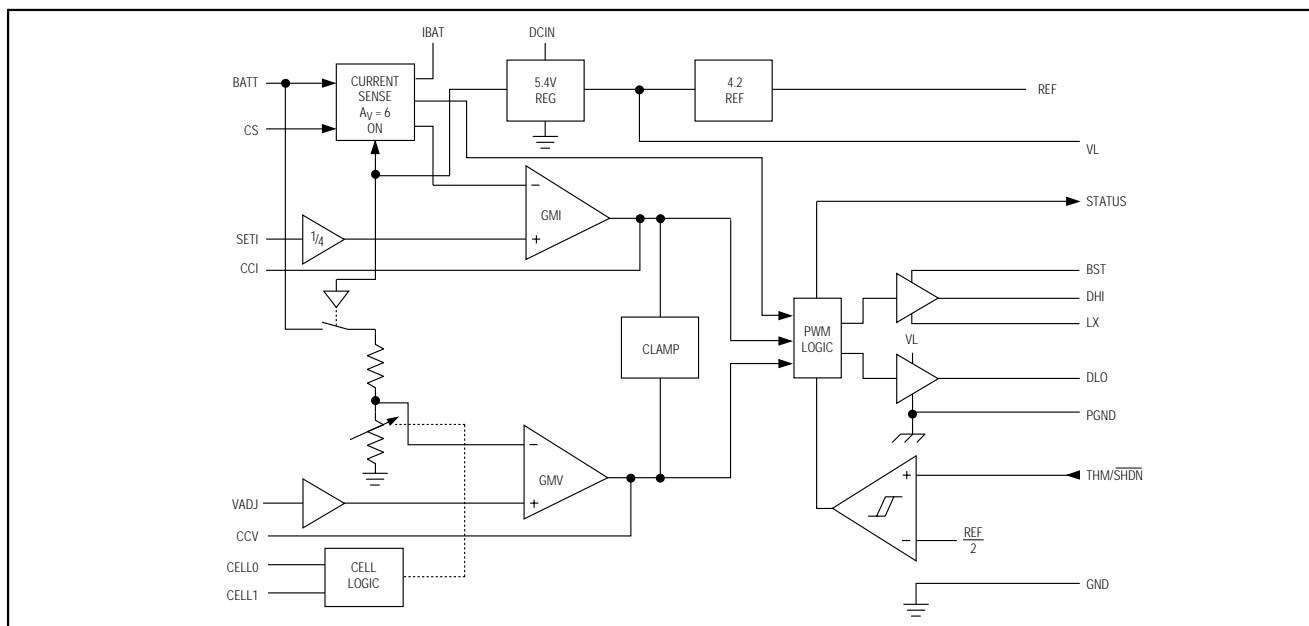 IBAT
DCIN
BATT
CURRENT
SENSE
AV = 6
ON
5.4V
REG
4.2
REF
REF
CS
VL
STATUS
−
GMI
+
SETI
1/4
CCI
BST
DHI
LX
PWM
LOGIC
CLAMP
VL
DLO
PGND
−
GMV
+
THM/SHDN
+
−
REF
2
VADJ
CCV
CELL0
CELL
LOGIC
CELL1
GND